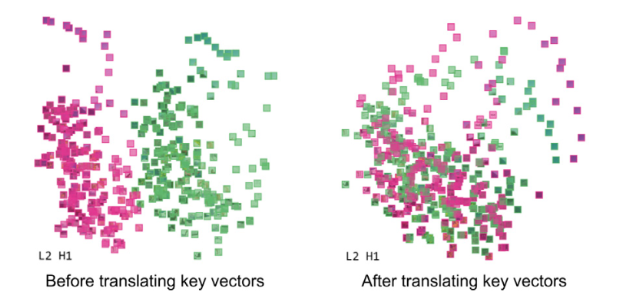 L2 H1
Before translating key vectors
L2 H1
After translating key vectors